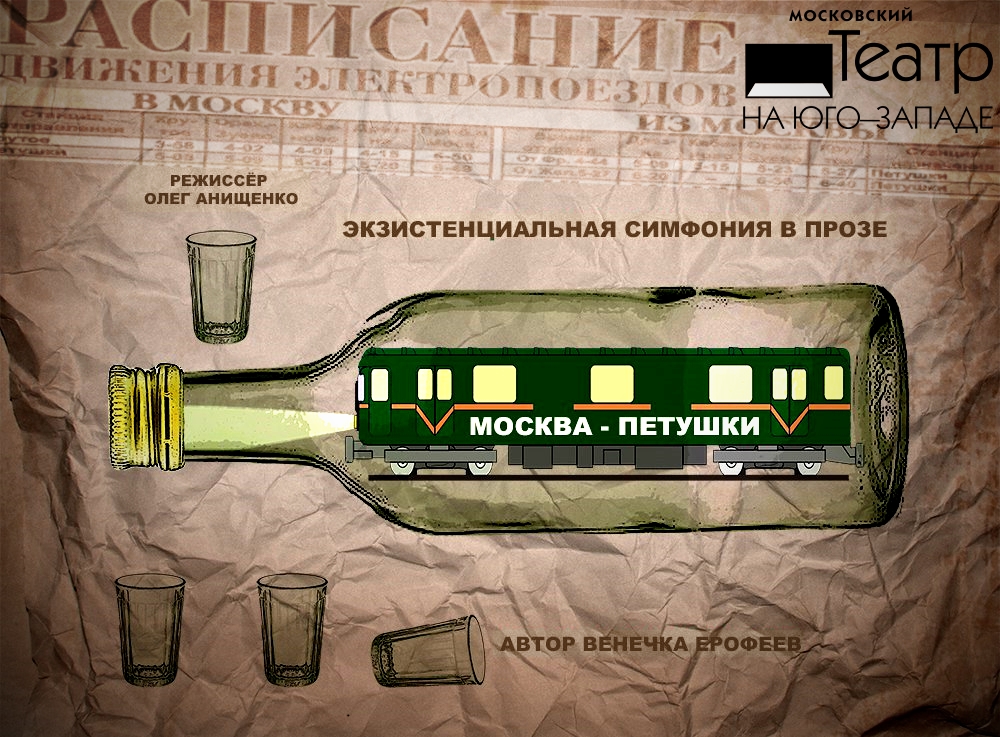 РАСПИСАНИЕ
ДВИЖЕНИЯ ЭЛЕКТРОПОЕЗДОВ
В МОСКВУ
ИЗ
МОСКОВСКИЙ
Театр
НА ЮГО-ЗАПАДЕ
РЕЖИССЁР
ОЛЕГ АНИЩЕНКО
ЭКЗИСТЕНЦИАЛЬНАЯ СИМФОНИЯ В ПРОЗЕ
МОСКВА - ПЕТУШКИ
АВТОР ВЕНЕЧКА ЕРОФЕЕВ